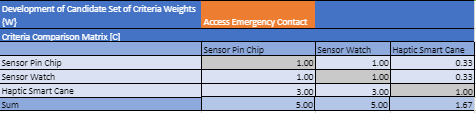 Development of Candidate Set of Criteria Weights
{W}
Access Emergency Contact
Criteria Comparison Matrix [C]
Sensor Pin Chip Sensor Watch Haptic Smart Cane
Sensor Pin Chip 1.00 1.00 0.33
Sensor Watch 1.00 1.00 0.33
Haptic Smart Cane 3.00 3.00 1.00
Sum 5.00 5.00 1.67